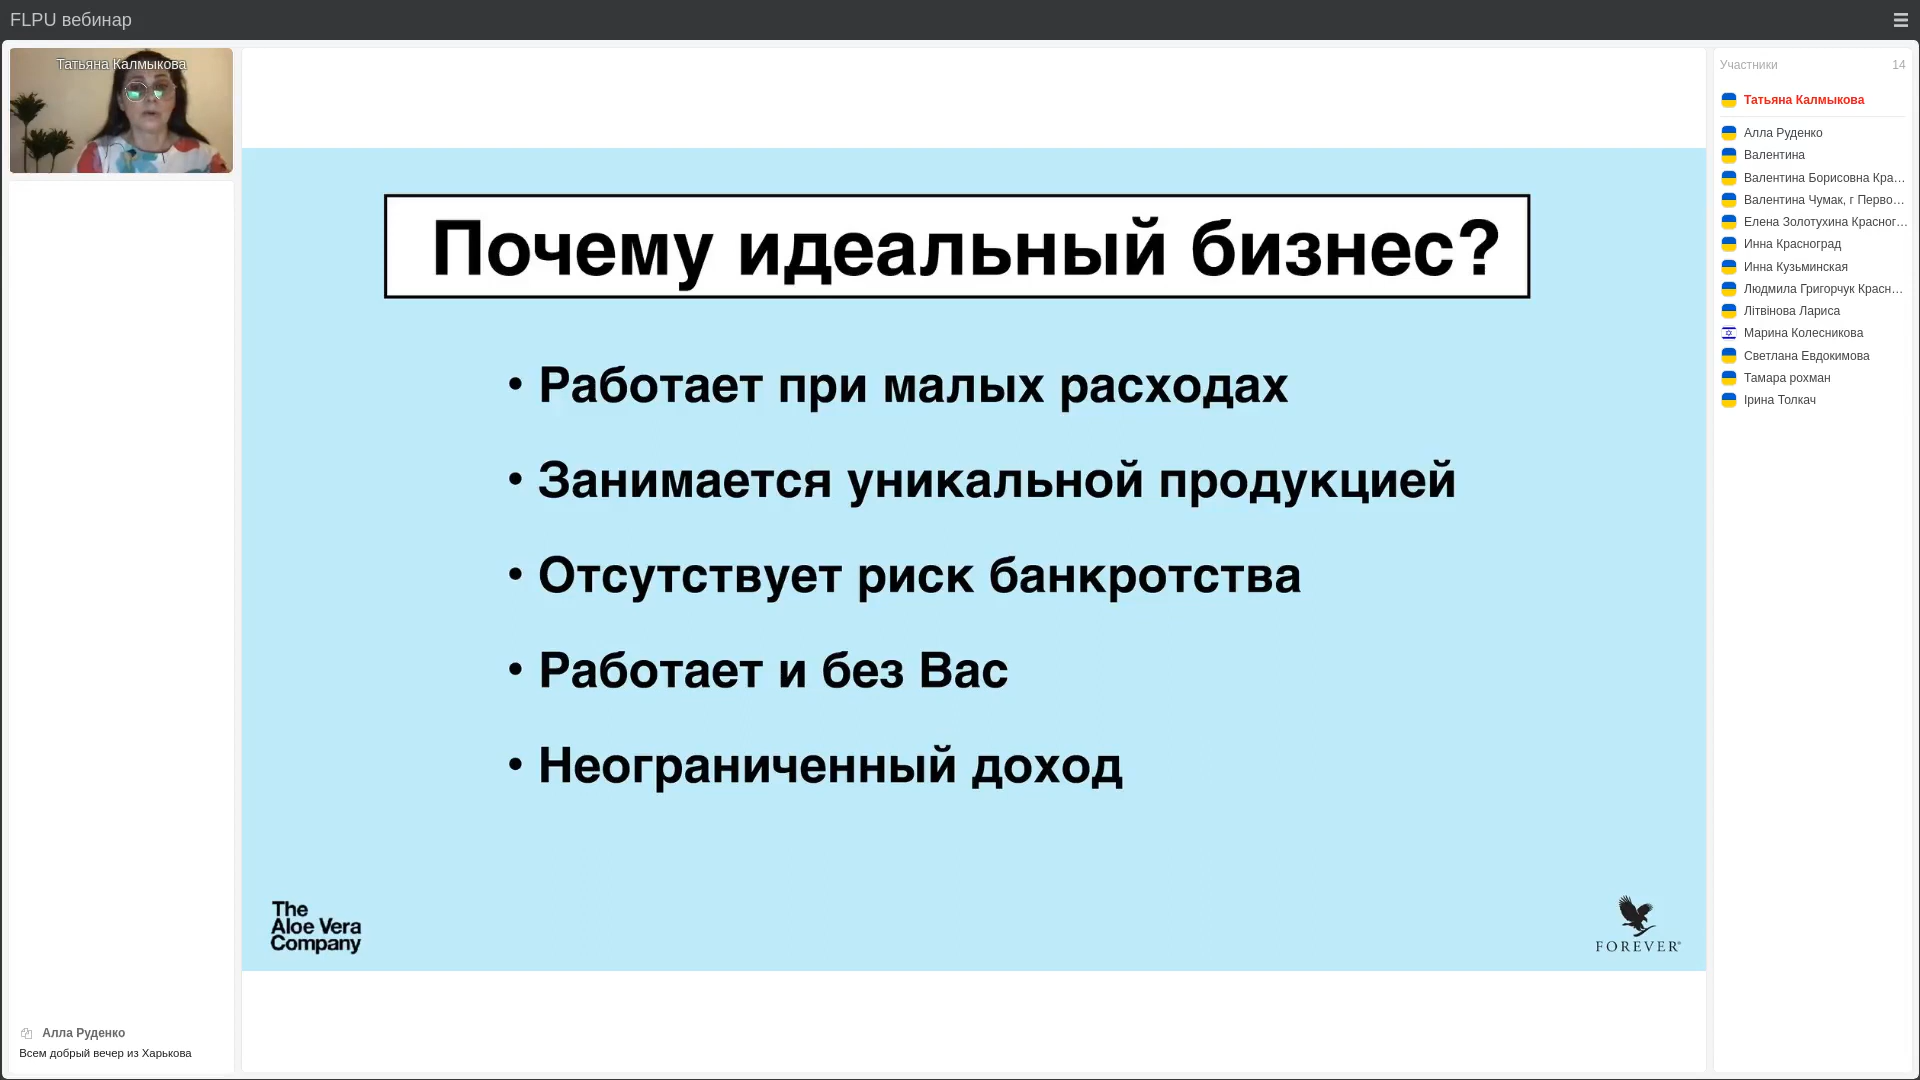 FLPU вебинар
Татьяна Калмыкова
Почему идеальный бизнес?
• Работает при малых расходах
• Занимается уникальной продукцией
• Отсутствует риск банкротства
• Работает и без Вас
• Неограниченный доход
The
Aloe Vera
Company
FOREVER®
Алла Руденко
Всем добрый вечер из Харькова
Участники 14
Татьяна Калмыкова
Алла Руденко
Валентина
Валентина Борисовна Кра...
Валентина Чумак, г Перво...
Елена Золотухина Красног...
Инна Красноград
Инна Кузьминская
Людмила Григорчук Красн...
Літвінова Лариса
Марина Колесникова
Светлана Евдокимова
Тамара рохман
Ірина Толкач